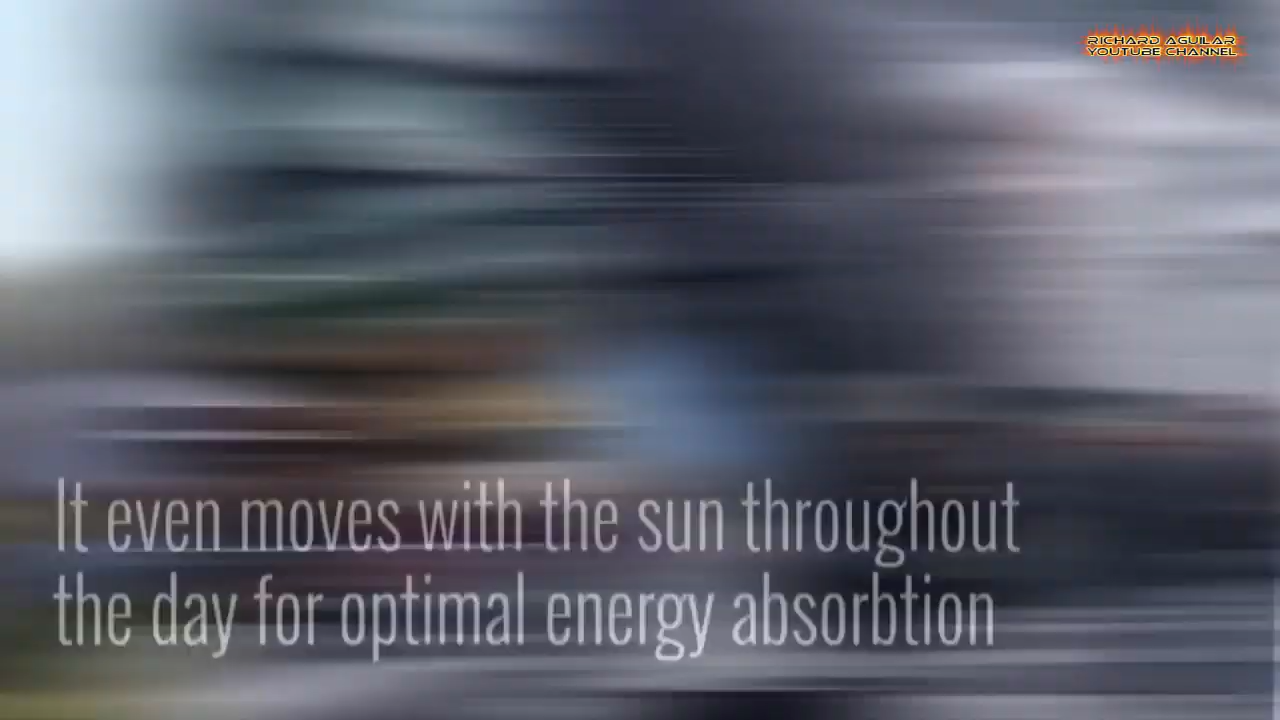 RICHARD AGUILAR
YOUTUBE CHANNEL
It even moves with the sun throughout
the day for optimal energy absorbtion